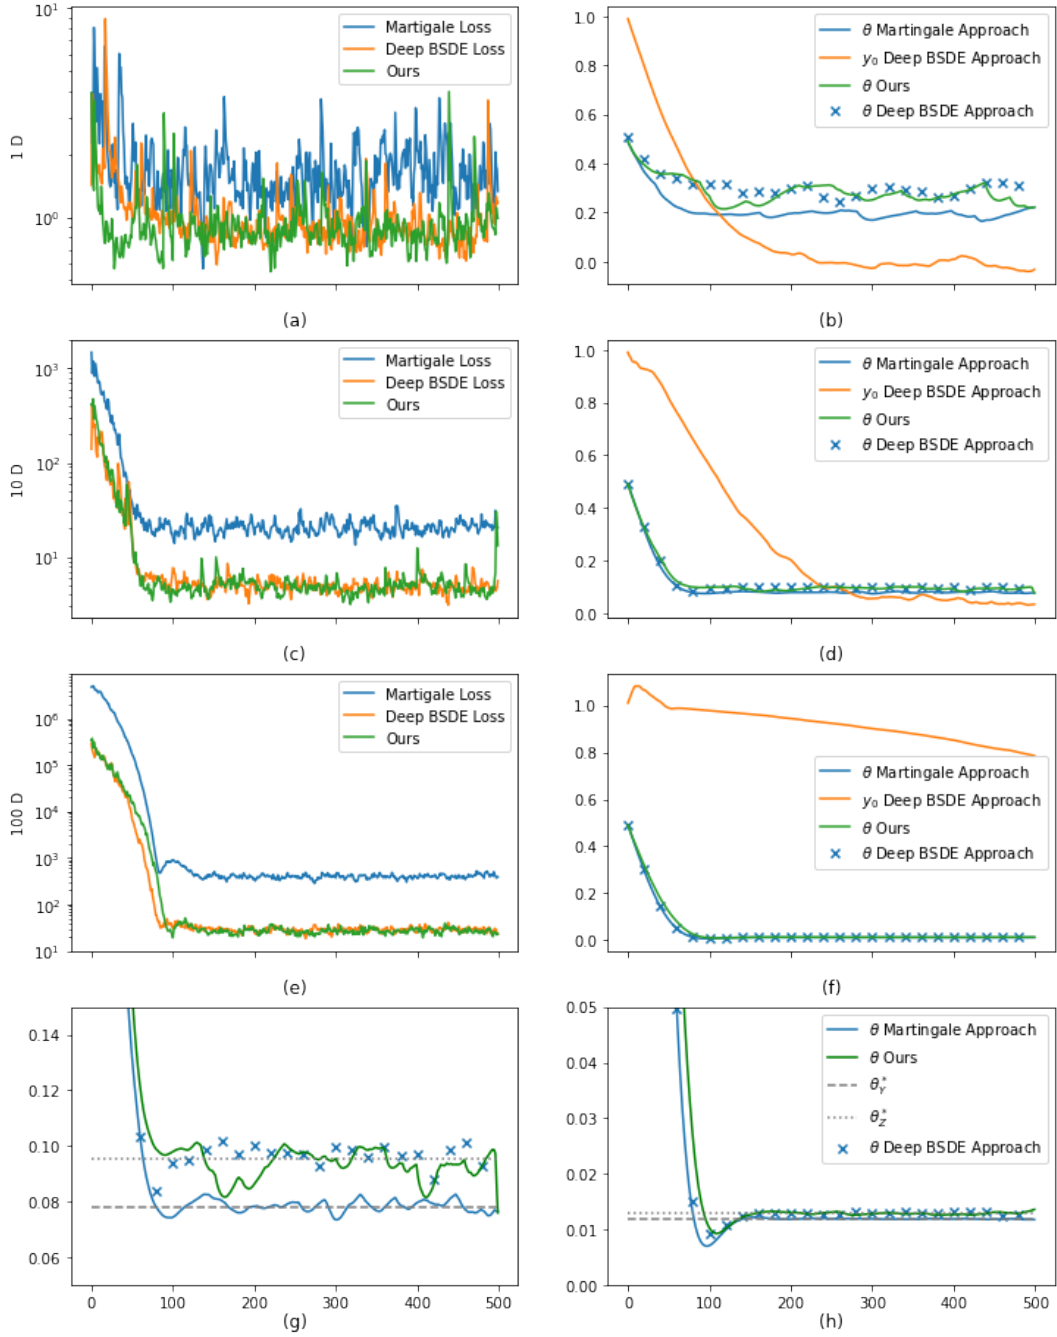 10¹
10⁰
1 D
Martigale Loss
Deep BSDE Loss
Ours
(a)
1.0
0.8
0.6
0.4
0.2
0.0
θ Martingale Approach
y₀ Deep BSDE Approach
θ Ours
θ Deep BSDE Approach
(b)
10³
10²
10¹
10 D
Martigale Loss
Deep BSDE Loss
Ours
(c)
1.0
0.8
0.6
0.4
0.2
0.0
θ Martingale Approach
y₀ Deep BSDE Approach
θ Ours
θ Deep BSDE Approach
(d)
10⁶
10⁵
10⁴
10³
10²
10¹
100 D
Martigale Loss
Deep BSDE Loss
Ours
(e)
1.0
0.8
0.6
0.4
0.2
0.0
θ Martingale Approach
y₀ Deep BSDE Approach
θ Ours
θ Deep BSDE Approach
(f)
0.14
0.12
0.10
0.08
0.06
0 100 200 300 400 500
(g)
0.05
0.04
0.03
0.02
0.01
0.00
θ Martingale Approach
θ Ours
θ*_Y
θ*_Z
θ Deep BSDE Approach
0 100 200 300 400 500
(h)